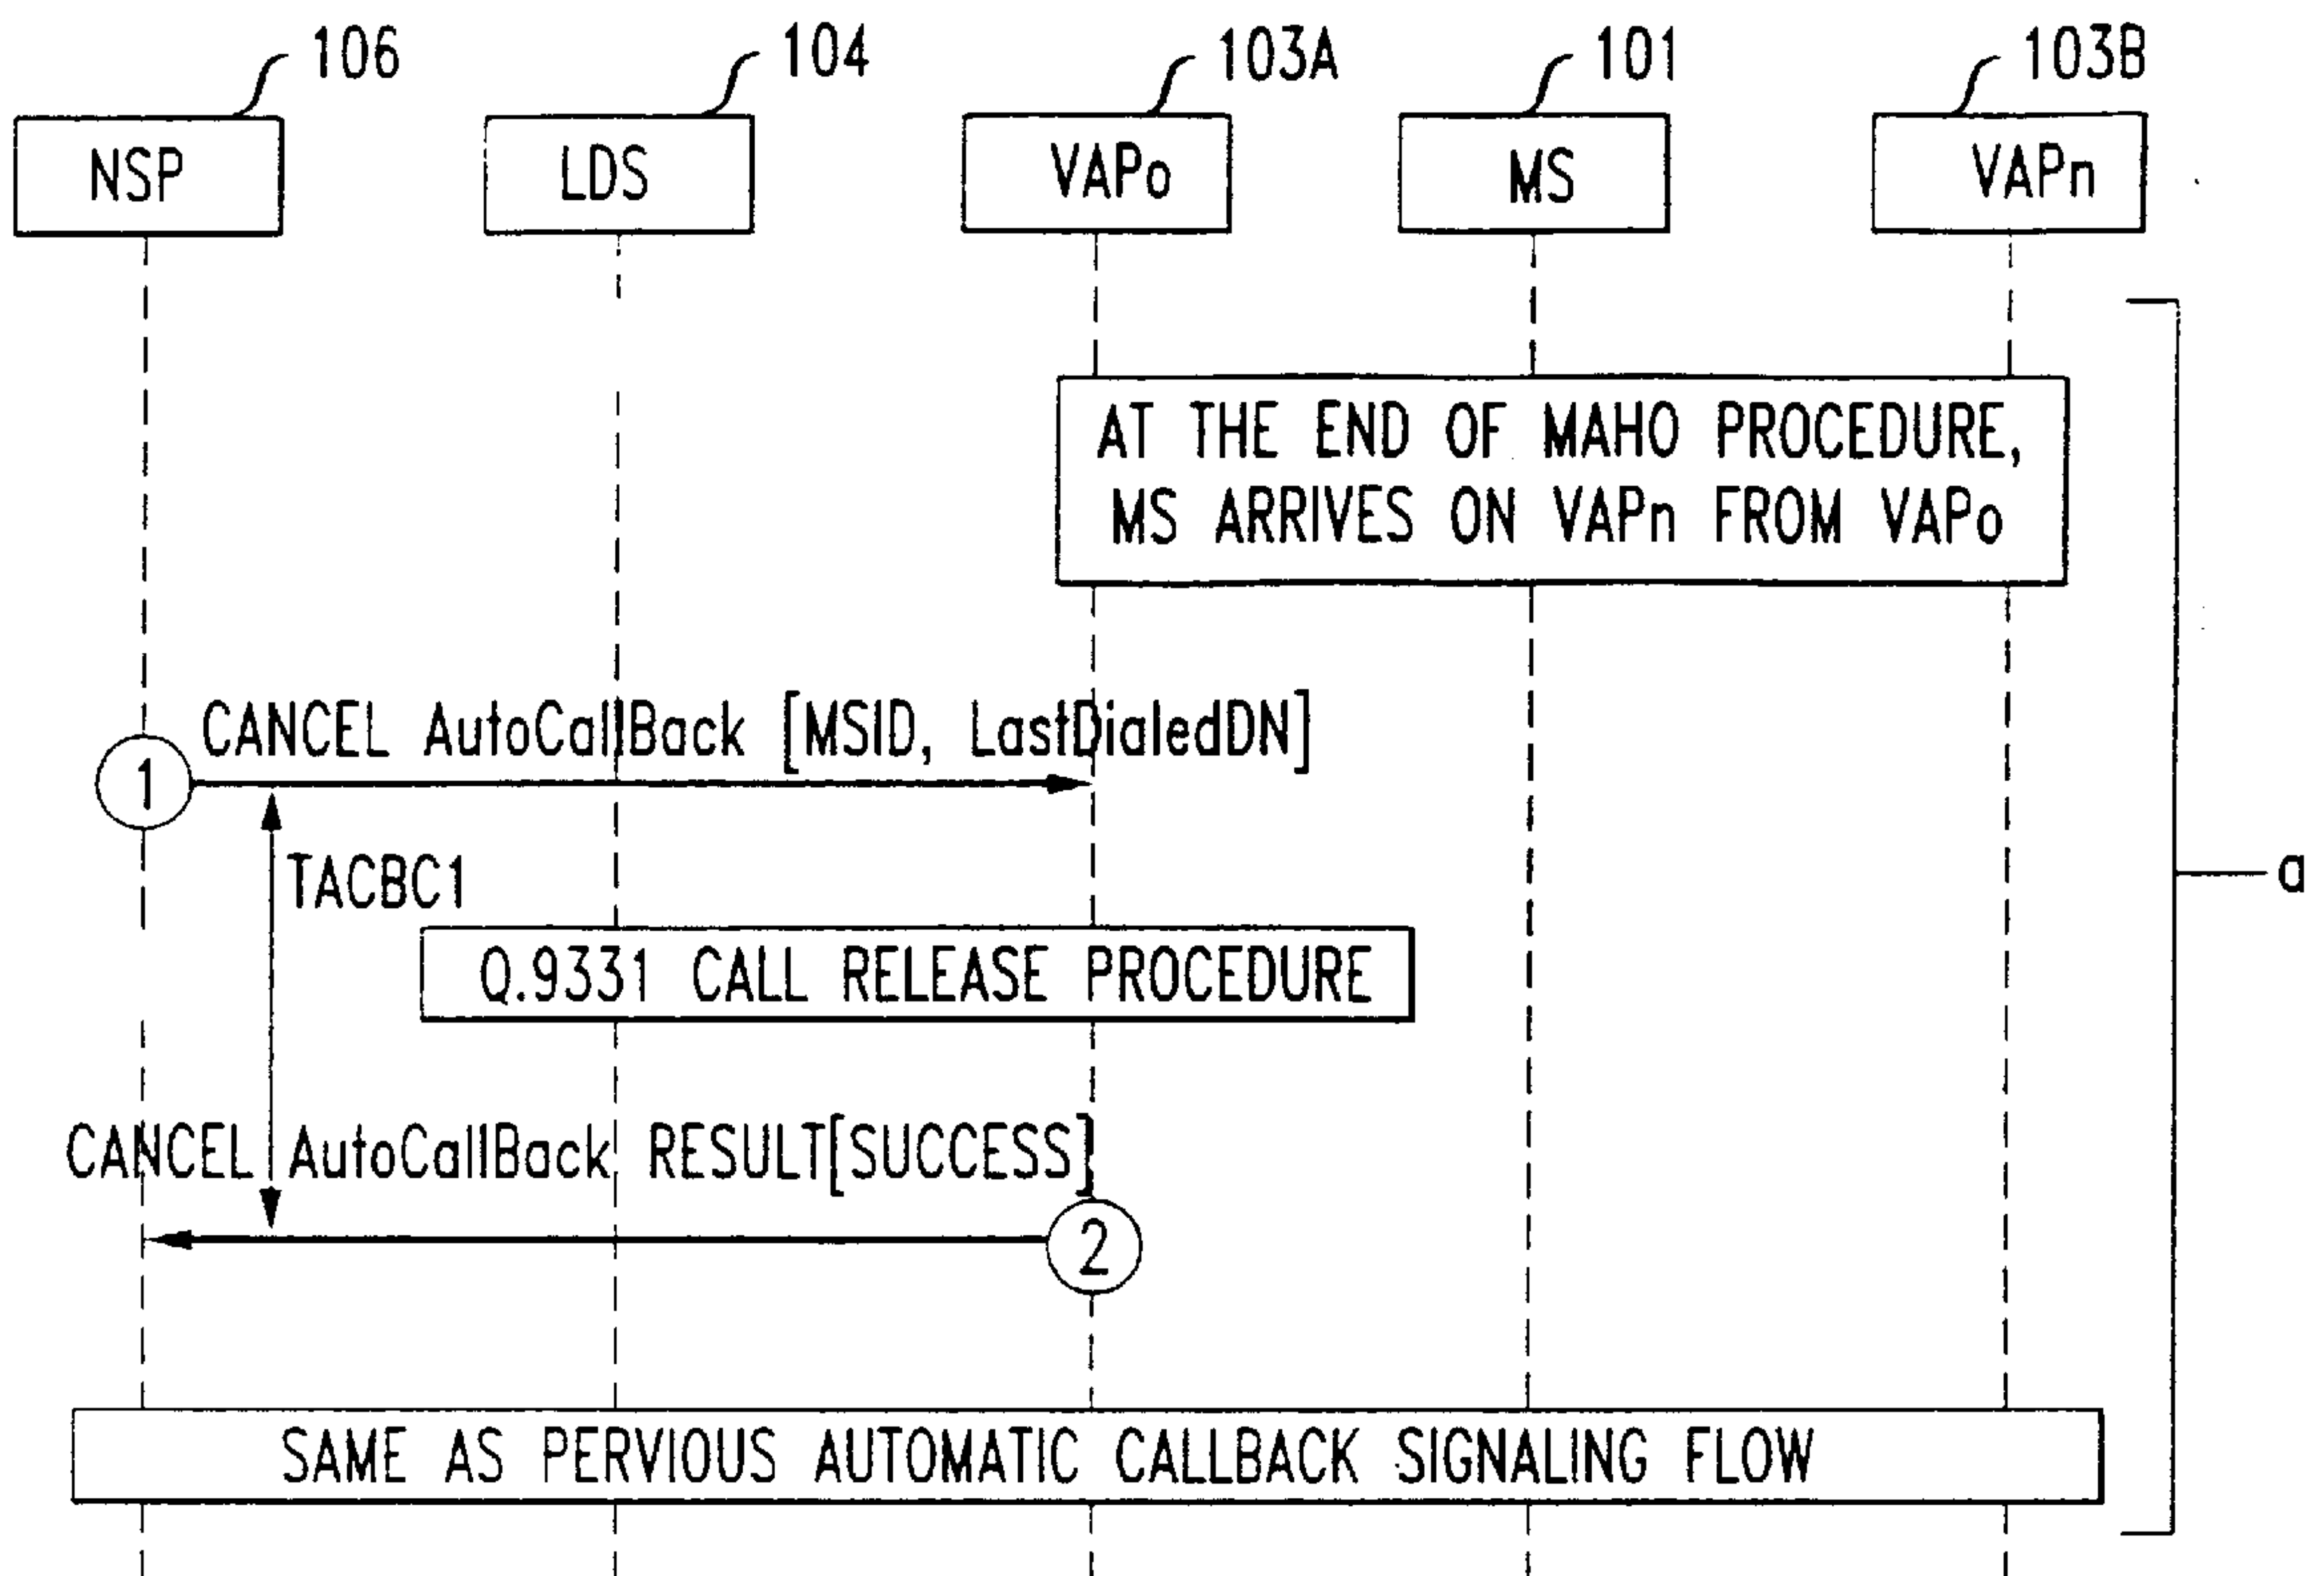 106
104
103A
101
103B
NSP
LDS
VAPo
MS
VAPn
AT THE END OF MAHO PROCEDURE,
MS ARRIVES ON VAPn FROM VAPo
CANCEL AutoCallBack [MSID, LastDialedDN]
1
TACBC1
a
Q.9331 CALL RELEASE PROCEDURE
CANCEL AutoCallBack RESULT[SUCCESS]
2
SAME AS PERVIOUS AUTOMATIC CALLBACK SIGNALING FLOW